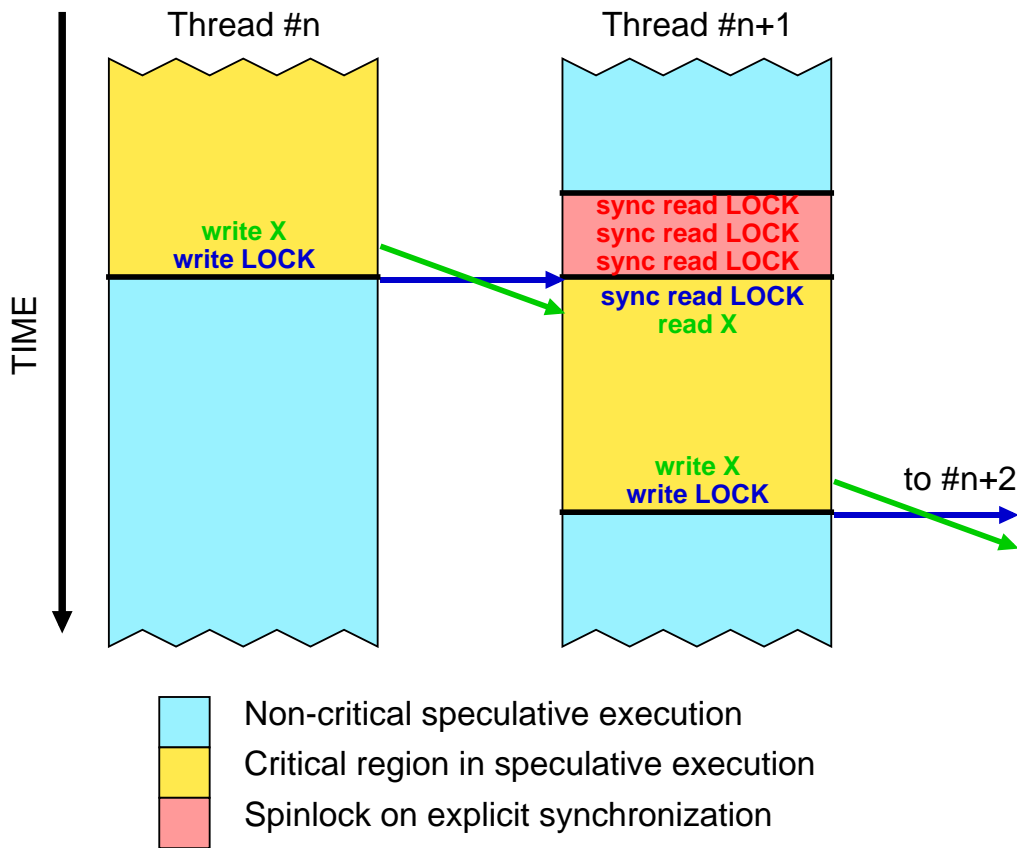 Thread #n
Thread #n+1
sync read LOCK
sync read LOCK
sync read LOCK
write X
write LOCK
sync read LOCK
read X
TIME
write X
write LOCK
to #n+2
Non-critical speculative execution
Critical region in speculative execution
Spinlock on explicit synchronization